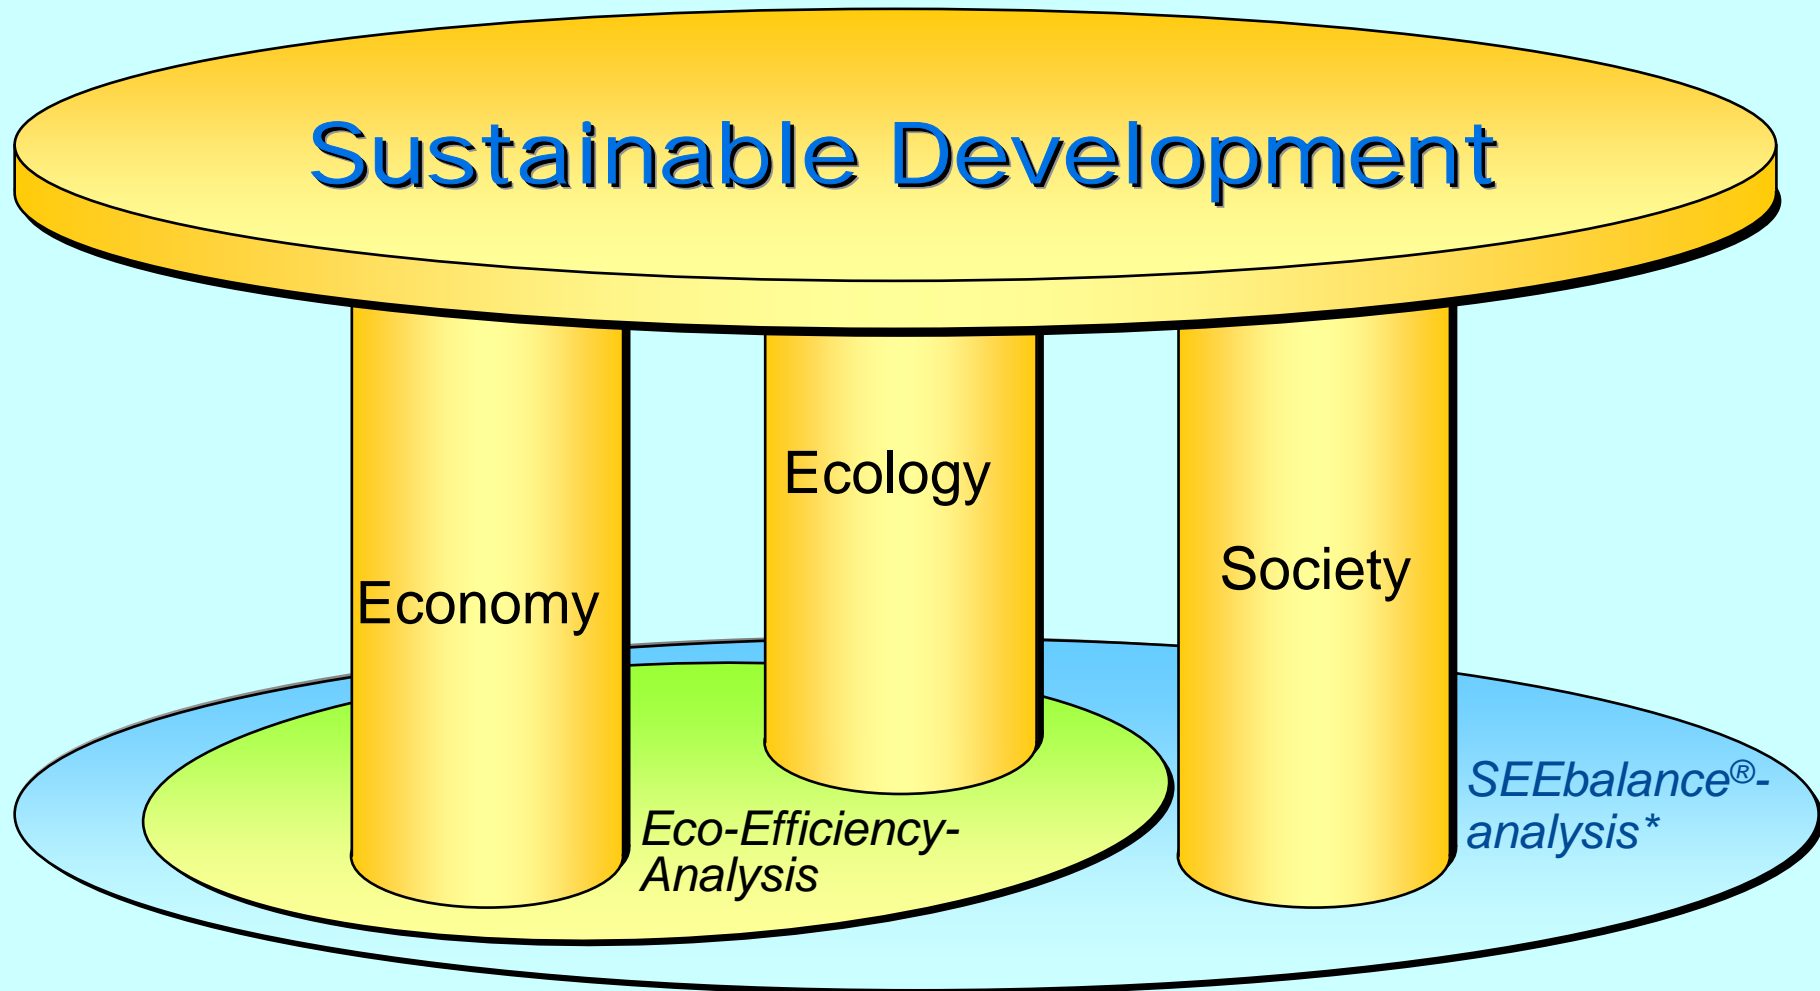 Sustainable Development
Ecology
Society
Economy
SEEbalance®-
analysis*
Eco-Efficiency-
Analysis